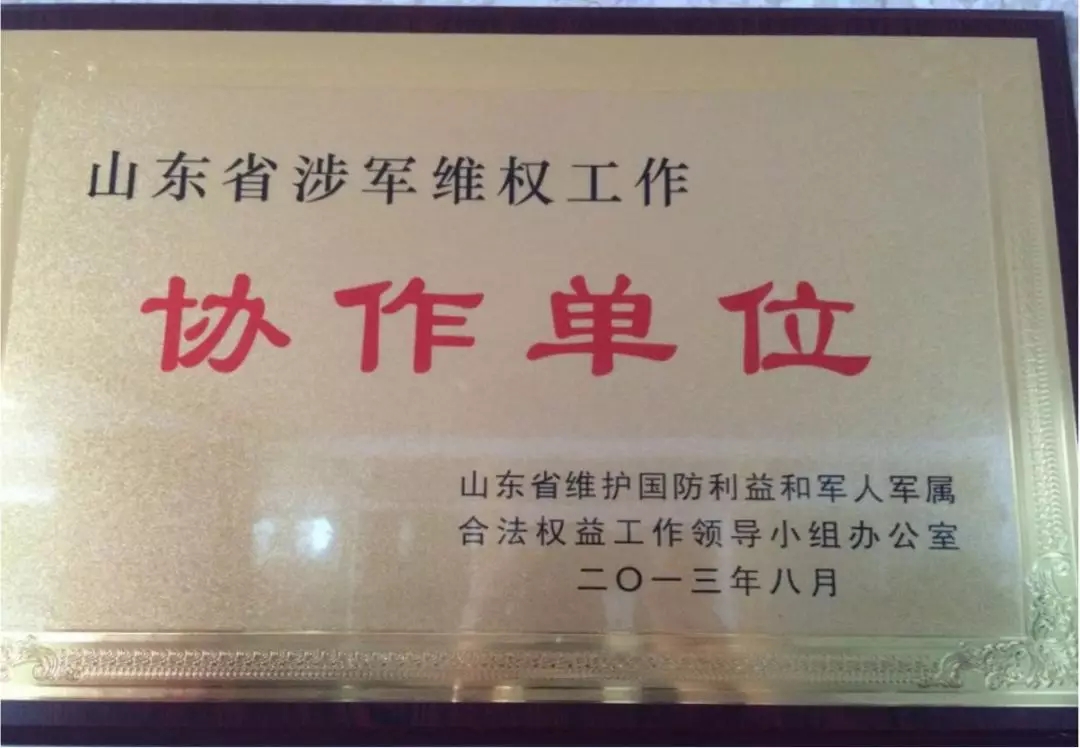 山东省涉军维权工作
协作单位
山东省维护国防利益和军人军属
合法权益工作领导小组办公室
二〇一三年八月